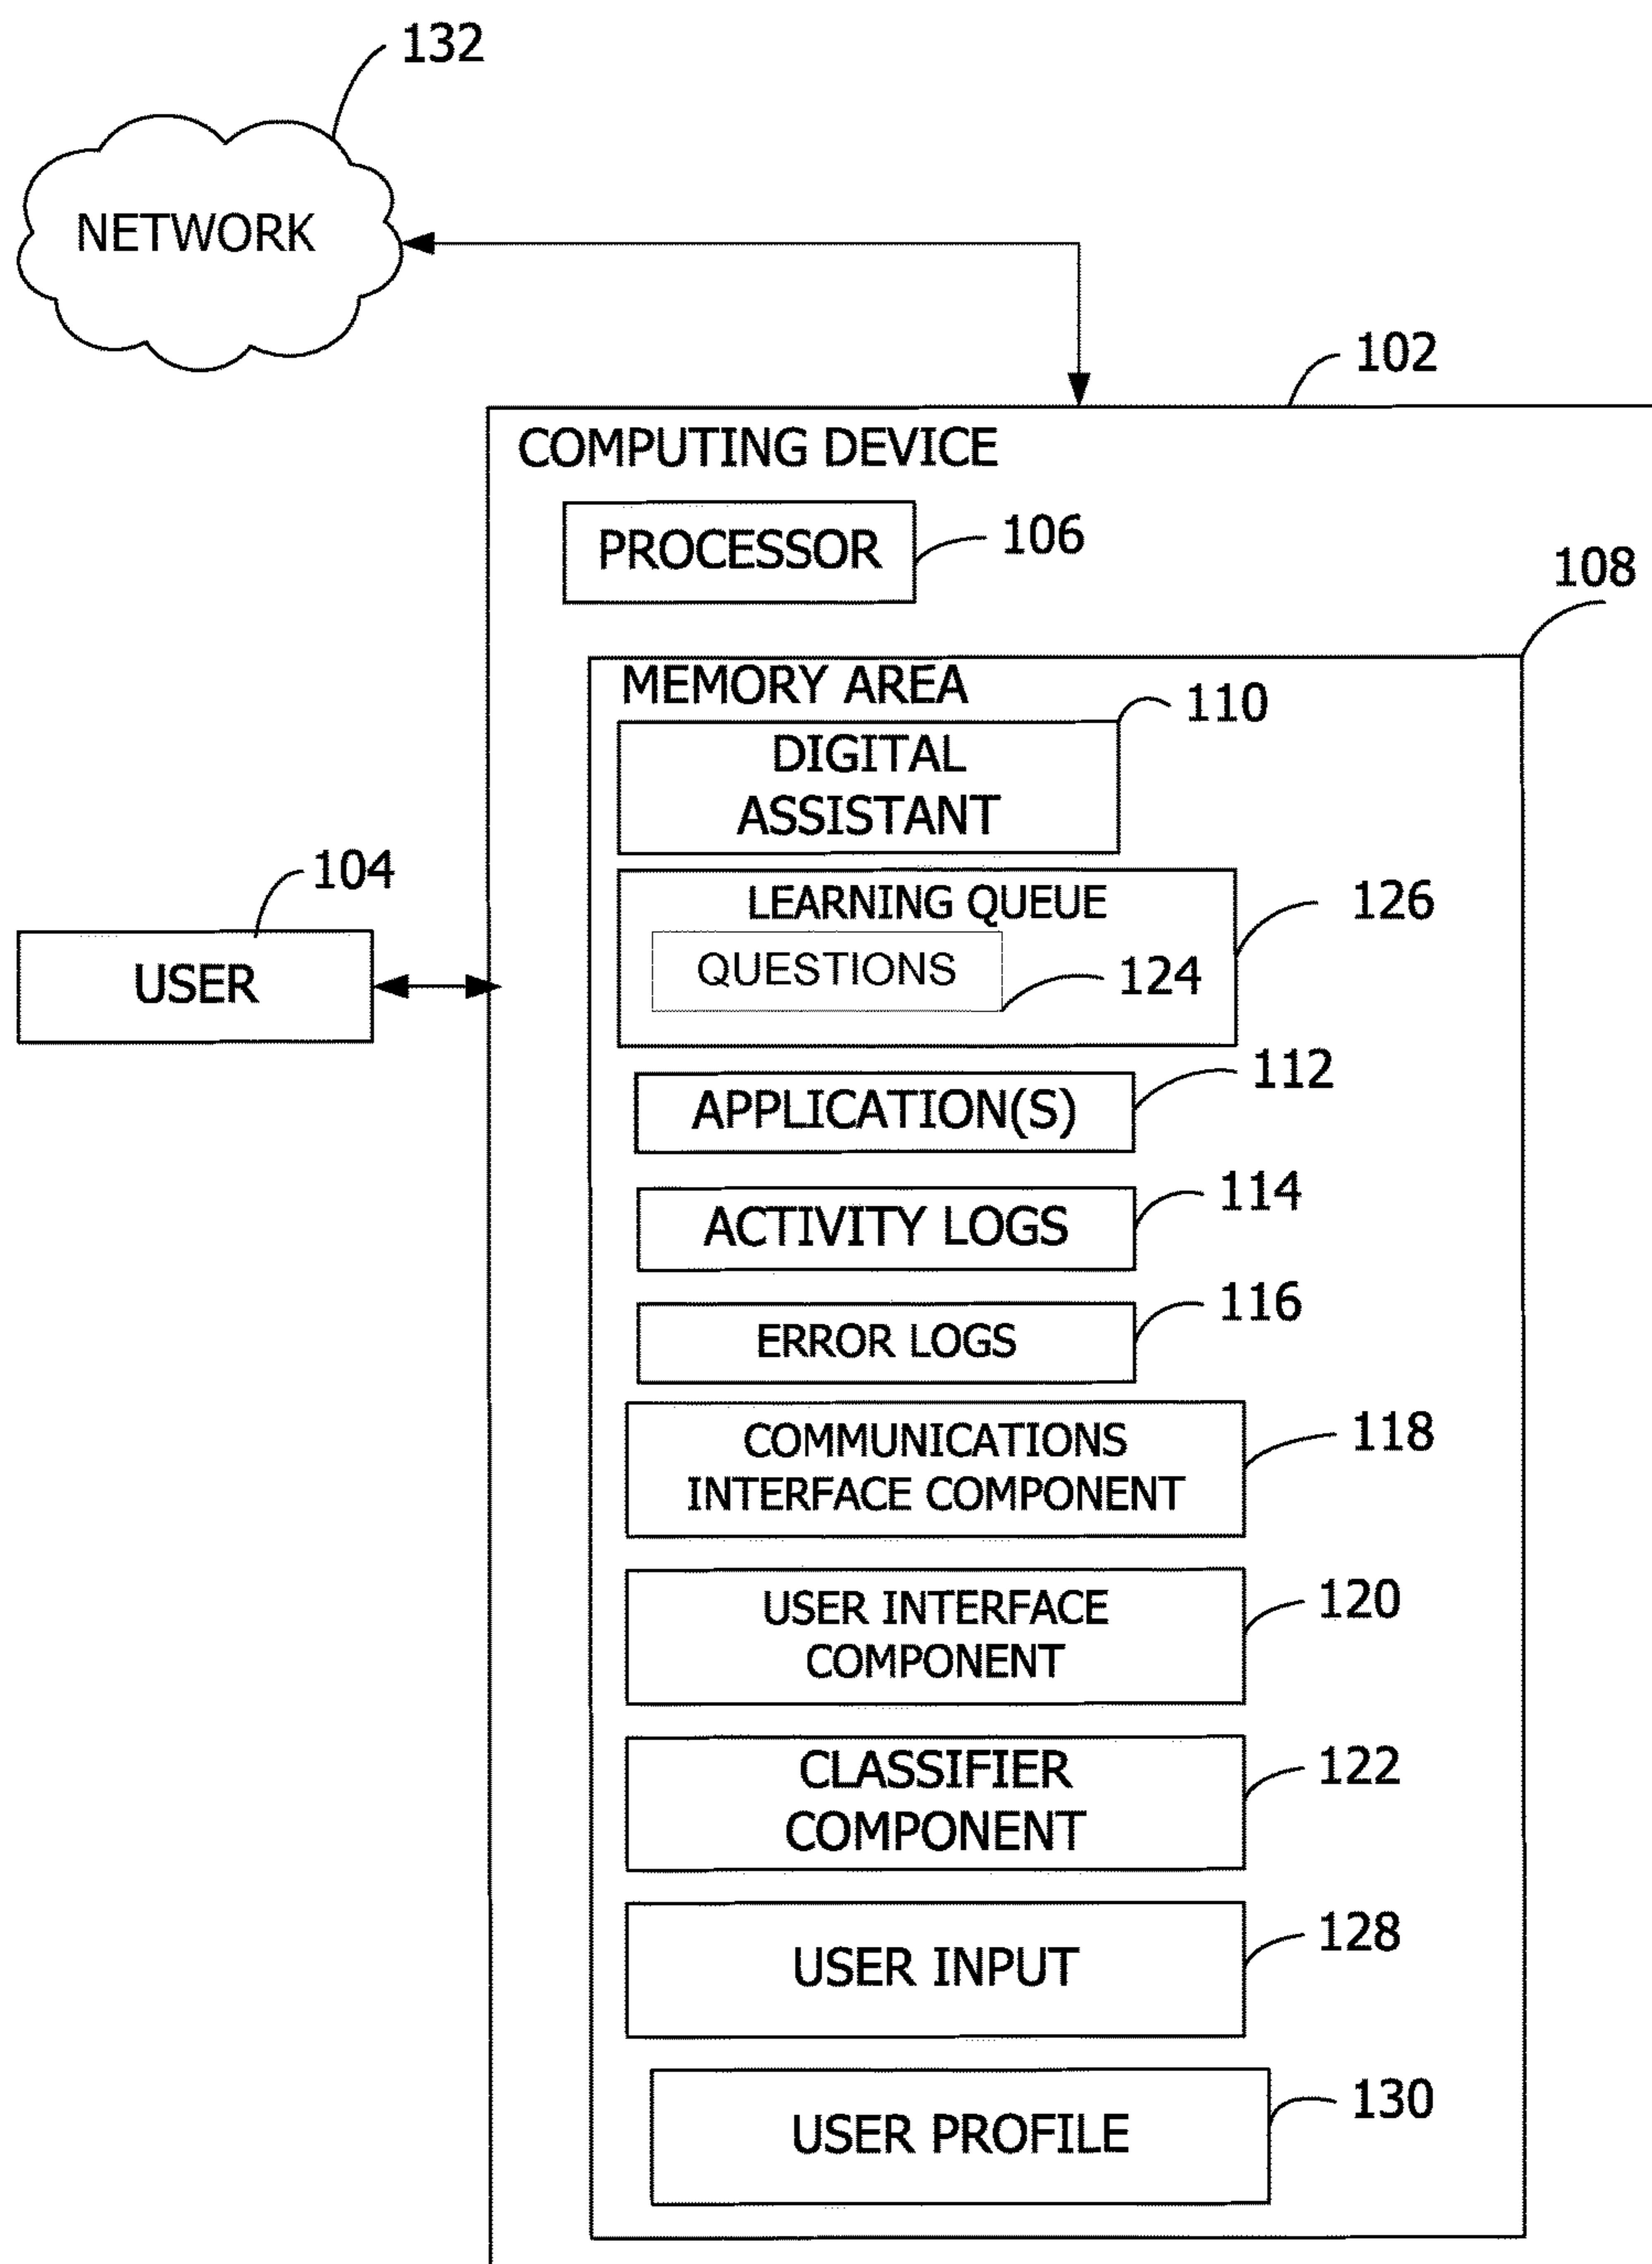 132
NETWORK
102
COMPUTING DEVICE
PROCESSOR
106
108
MEMORY AREA
110
DIGITAL
ASSISTANT
104
USER
LEARNING QUEUE
126
QUESTIONS
124
APPLICATION(S)
112
ACTIVITY LOGS
114
ERROR LOGS
116
COMMUNICATIONS
INTERFACE COMPONENT
118
USER INTERFACE
COMPONENT
120
CLASSIFIER
COMPONENT
122
USER INPUT
128
USER PROFILE
130